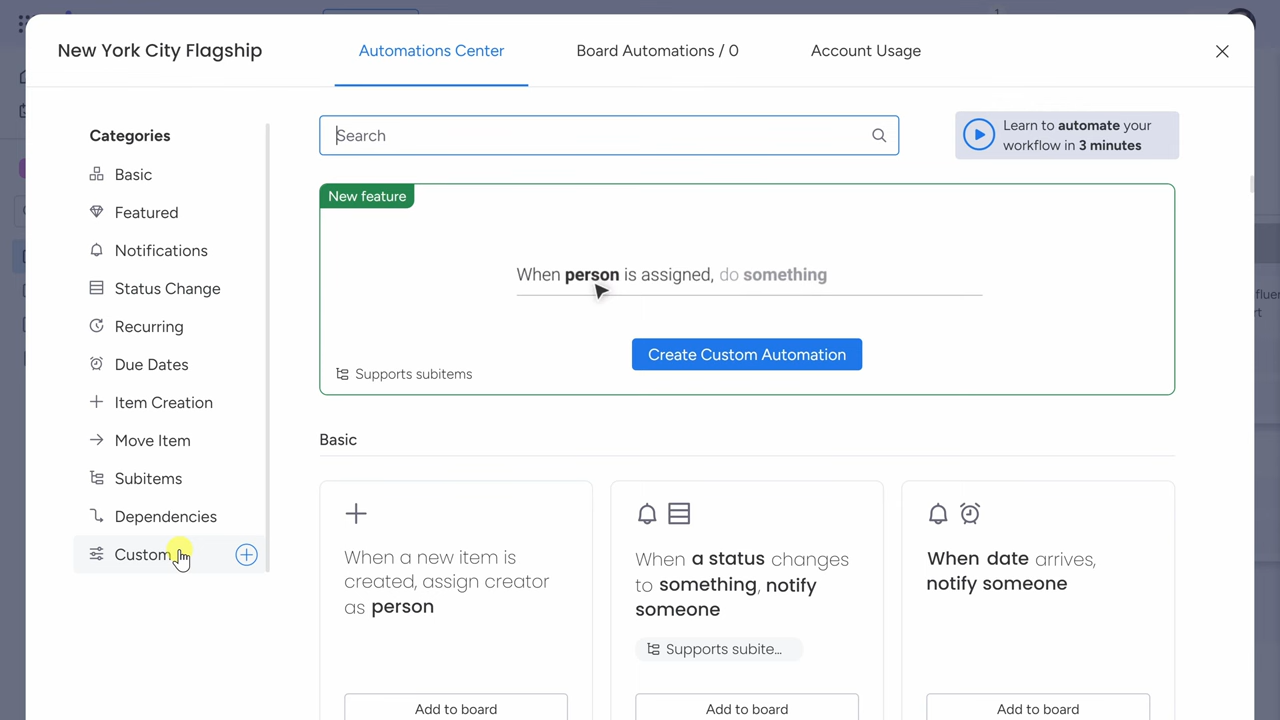 New York City Flagship
Automations Center
Board Automations / 0
Account Usage
Categories
Basic
Featured
Notifications
Status Change
Recurring
Due Dates
Item Creation
Move Item
Subitems
Dependencies
Custom
Search
Learn to automate your
workflow in 3 minutes
New feature
When person is assigned, do something
Create Custom Automation
Supports subitems
Basic
When a new item is
created, assign creator
as person
Add to board
When a status changes
to something, notify
someone
Supports subite...
Add to board
When date arrives,
notify someone
Add to board